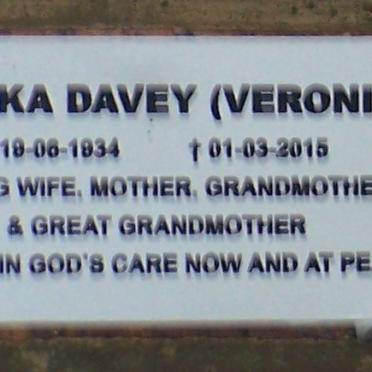 KA DAVEY (VERONI
19-06-1934 † 01-03-2015
G WIFE, MOTHER, GRANDMOTHE
& GREAT GRANDMOTHER
IN GOD'S CARE NOW AND AT PE